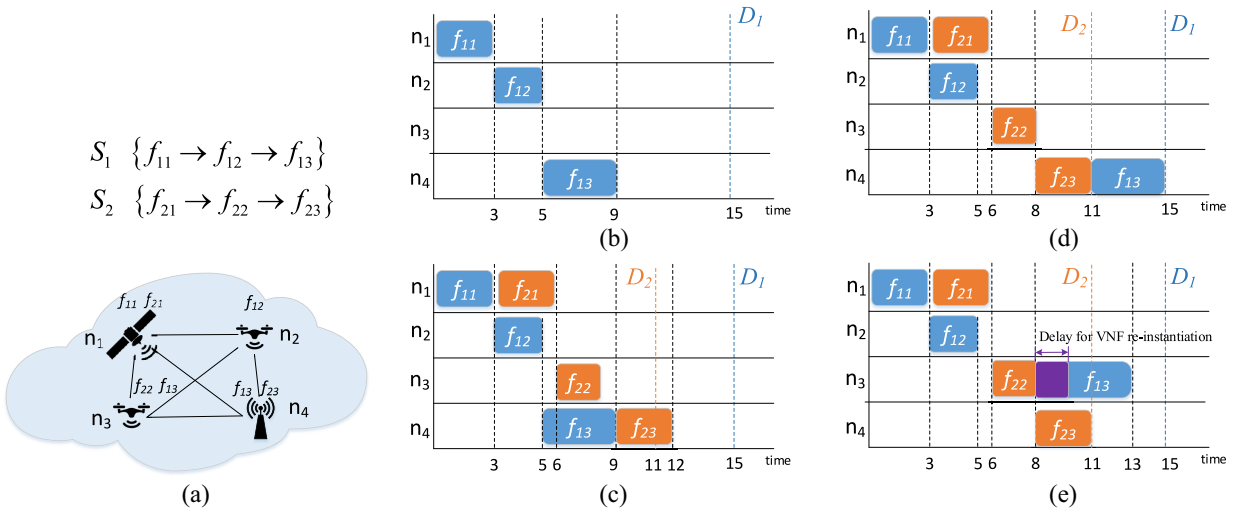 S1 {f11 → f12 → f13}
S2 {f21 → f22 → f23}
f11 f21
f12
n1
n2
f22 f13
f13 f23
n3
n4
(a)
D1
n1 f11
n2 f12
n3
n4 f13
3 5 9 15 time
(b)
D2 D1
n1 f11 f21
n2 f12
n3 f22
n4 f13 f23
3 5 6 9 11 12 15 time
(c)
D2 D1
n1 f11 f21
n2 f12
n3 f22
n4 f23 f13
3 5 6 8 11 15 time
(d)
D2 D1
n1 f11 f21
n2 f12
Delay for VNF re-instantiation
n3 f22 f13
n4 f23
3 5 6 8 11 13 15 time
(e)